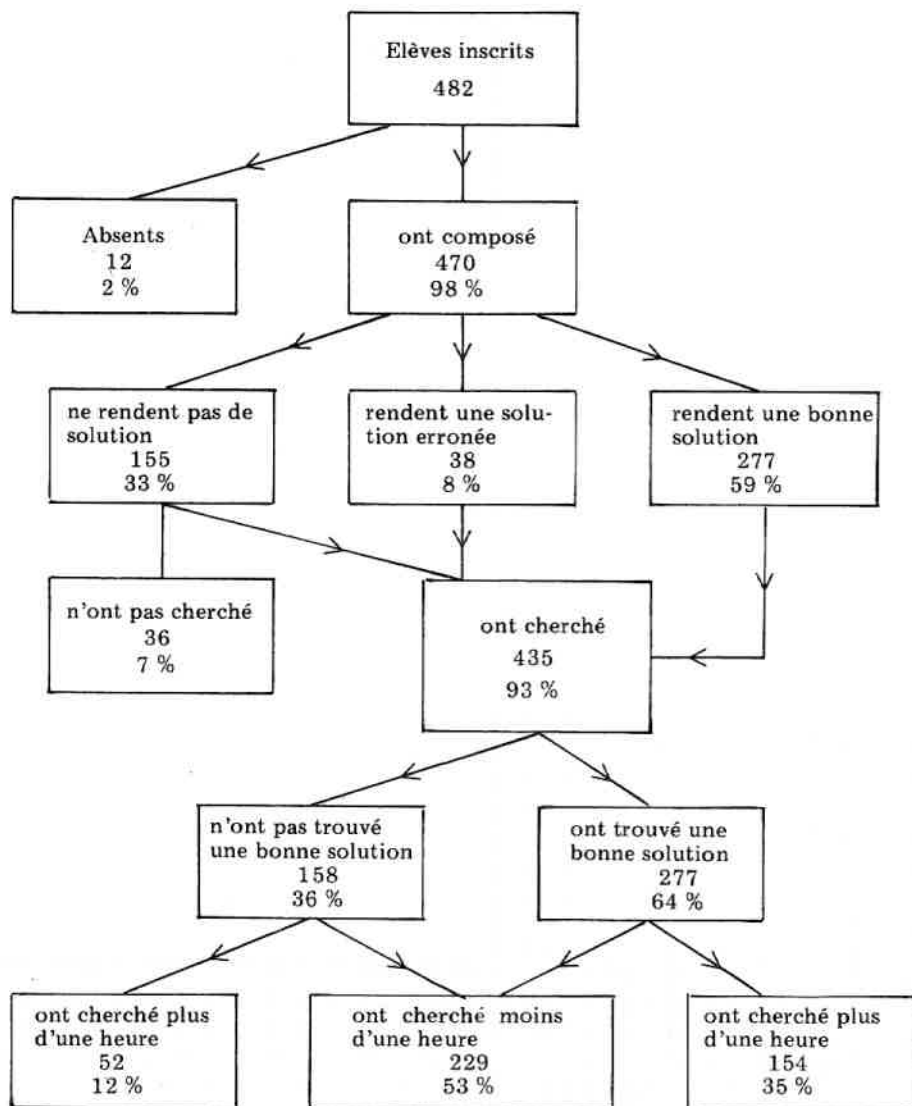 Elèves inscrits
482
Absents
12
2 %
ont composé
470
98 %
ne rendent pas de
solution
155
33 %
rendent une solu-
tion erronée
38
8 %
rendent une bonne
solution
277
59 %
n'ont pas cherché
36
7 %
ont cherché
435
93 %
n'ont pas trouvé
une bonne solution
158
36 %
ont trouvé une
bonne solution
277
64 %
ont cherché plus
d'une heure
52
12 %
ont cherché moins
d'une heure
229
53 %
ont cherché plus
d'une heure
154
35 %